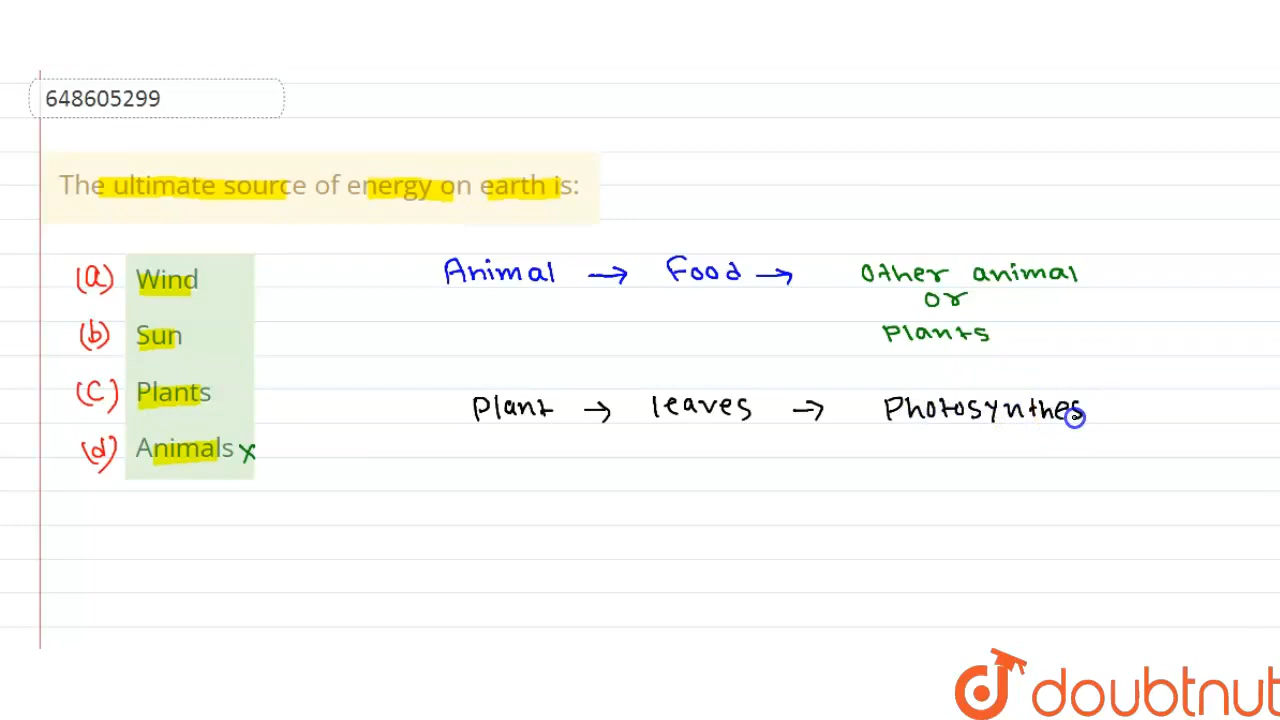 648605299
The ultimate source of energy on earth is:
(a) Wind
(b) Sun
(c) Plants
(d) Animals x
Animal → Food → Other animal
or
Plants
Plant → leaves → Photosynthes
doubtnut